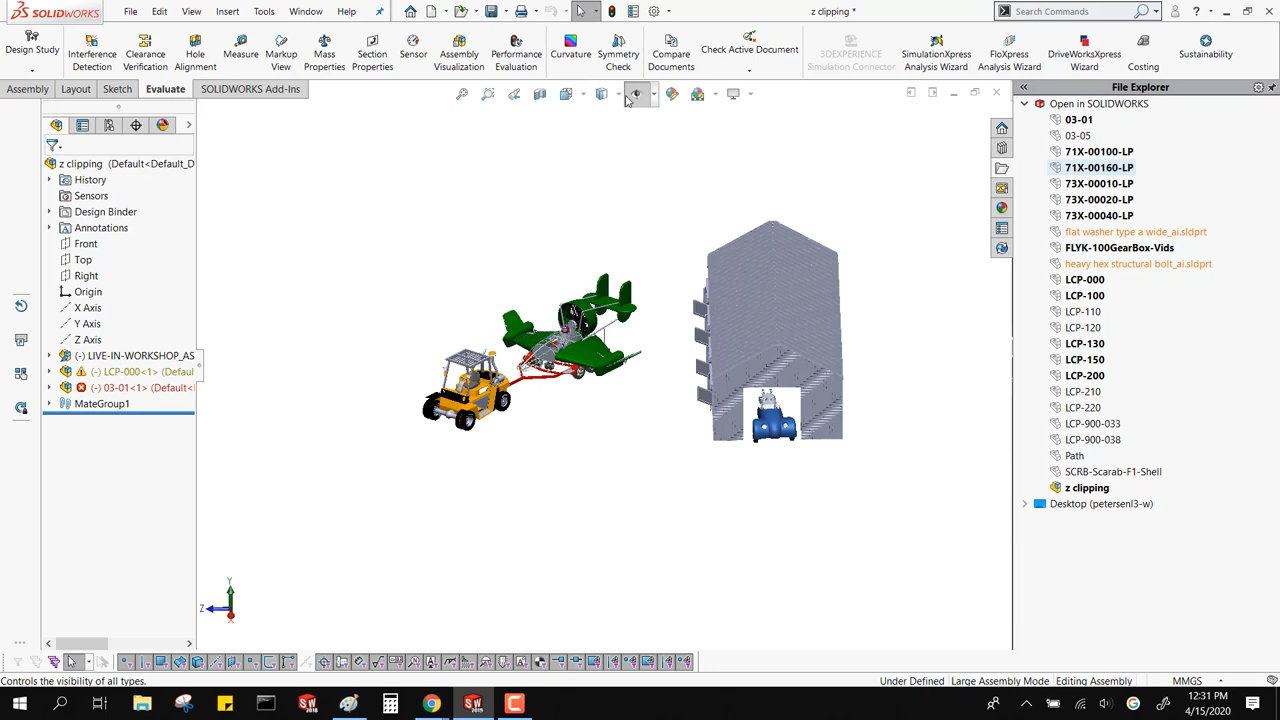 SOLIDWORKS File Edit View Insert Tools Window Help z clipping * Search Commands
Design Study Interference Detection Clearance Verification Hole Alignment Measure Markup View Mass Properties Section Properties Sensor Assembly Visualization Performance Evaluation Curvature Symmetry Check Compare Documents Check Active Document 3DEXPERIENCE Simulation Connector SimulationXpress Analysis Wizard FloXpress Analysis Wizard DriveWorksXpress Wizard Costing Sustainability
Assembly Layout Sketch Evaluate SOLIDWORKS Add-Ins
File Explorer
Open in SOLIDWORKS
03-01
03-05
71X-00100-LP
71X-00160-LP
73X-00010-LP
73X-00020-LP
73X-00040-LP
flat washer type a wide_ai.sldprt
FLYK-100GearBox-Vids
heavy hex structural bolt_ai.sldprt
LCP-000
LCP-100
LCP-110
LCP-120
LCP-130
LCP-150
LCP-200
LCP-210
LCP-220
LCP-900-033
LCP-900-038
Path
SCRB-Scarab-F1-Shell
z clipping
Desktop (petersenl3-w)
z clipping (Default<Default_D
History
Sensors
Design Binder
Annotations
Front
Top
Right
Origin
X Axis
Y Axis
Z Axis
(-) LIVE-IN-WORKSHOP_AS
(-) LCP-000<1> (Defaul
(-) 03-01<1> (Default<
MateGroup1
Y
Z
X
Controls the visibility of all types. Under Defined Large Assembly Mode Editing Assembly MMGS
SW 2018 SW 2019
12:31 PM
4/15/2020